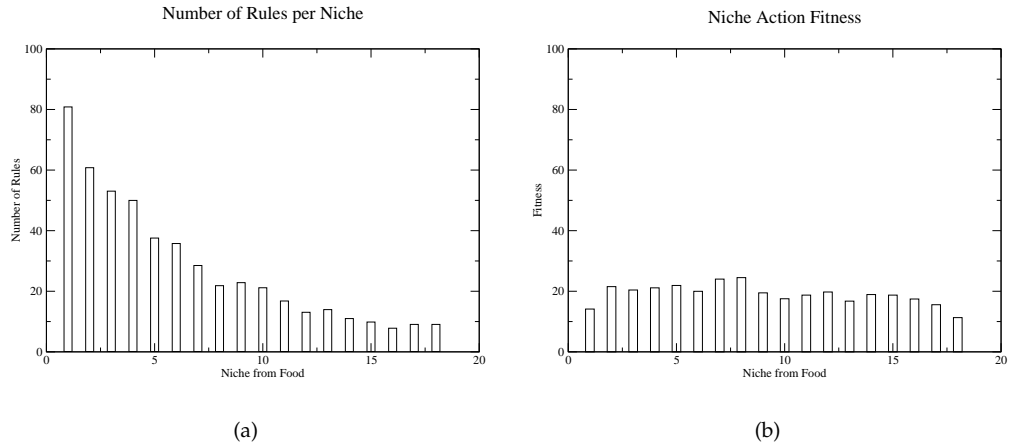 Number of Rules per Niche
100
80
60
40
20
0
Number of Rules
0 5 10 15 20
Niche from Food
(a)
Niche Action Fitness
100
80
60
40
20
0
Fitness
0 5 10 15 20
Niche from Food
(b)